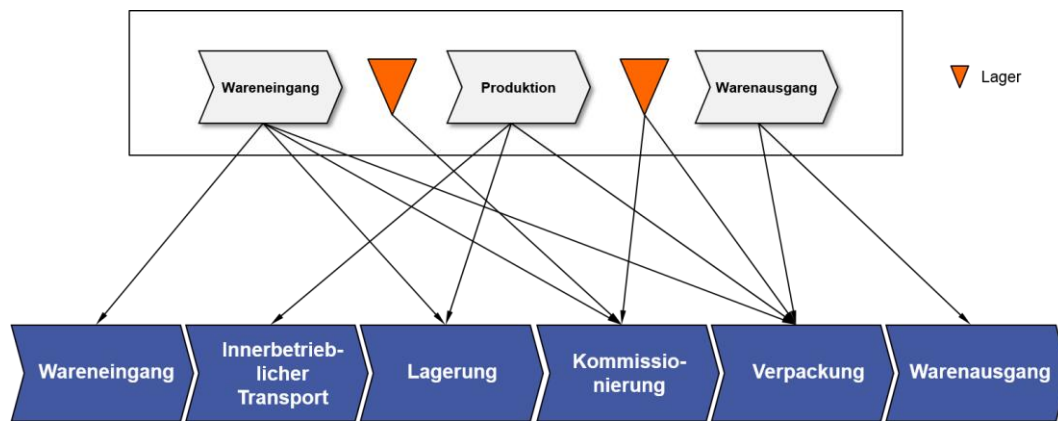 Wareneingang
Produktion
Warenausgang
Lager
Wareneingang
Innerbetrieb-
licher
Transport
Lagerung
Kommissio-
nierung
Verpackung
Warenausgang